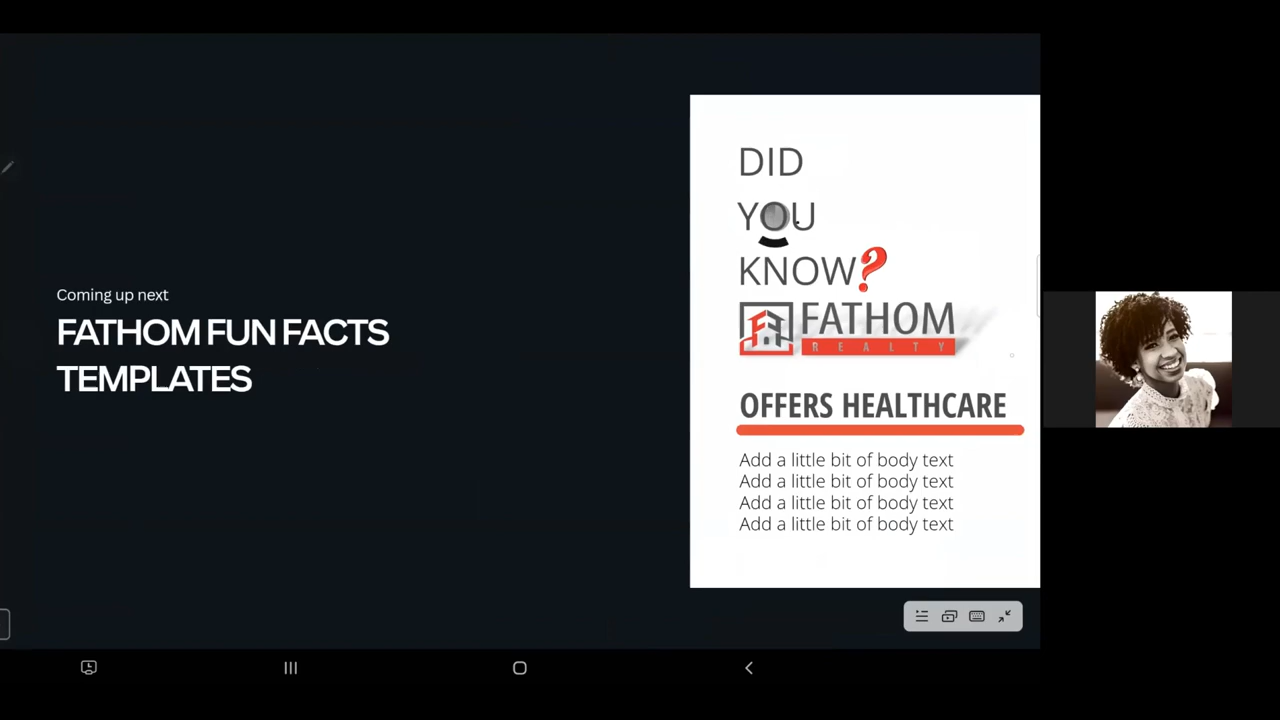 Coming up next
FATHOM FUN FACTS
TEMPLATES
DID
YOU
KNOW?
FATHOM
REALTY
OFFERS HEALTHCARE
Add a little bit of body text
Add a little bit of body text
Add a little bit of body text
Add a little bit of body text